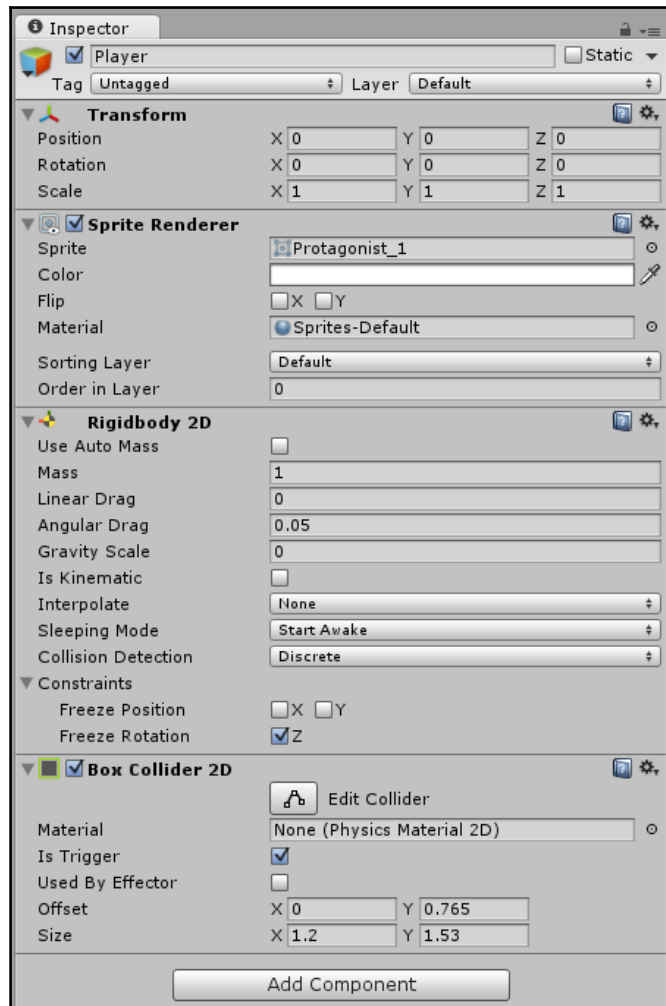 Inspector
Player Static
Tag Untagged Layer Default
Transform
Position X 0 Y 0 Z 0
Rotation X 0 Y 0 Z 0
Scale X 1 Y 1 Z 1
Sprite Renderer
Sprite Protagonist_1
Color
Flip X Y
Material Sprites-Default
Sorting Layer Default
Order in Layer 0
Rigidbody 2D
Use Auto Mass
Mass 1
Linear Drag 0
Angular Drag 0.05
Gravity Scale 0
Is Kinematic
Interpolate None
Sleeping Mode Start Awake
Collision Detection Discrete
Constraints
Freeze Position X Y
Freeze Rotation Z
Box Collider 2D
Edit Collider
Material None (Physics Material 2D)
Is Trigger
Used By Effector
Offset X 0 Y 0.765
Size X 1.2 Y 1.53
Add Component